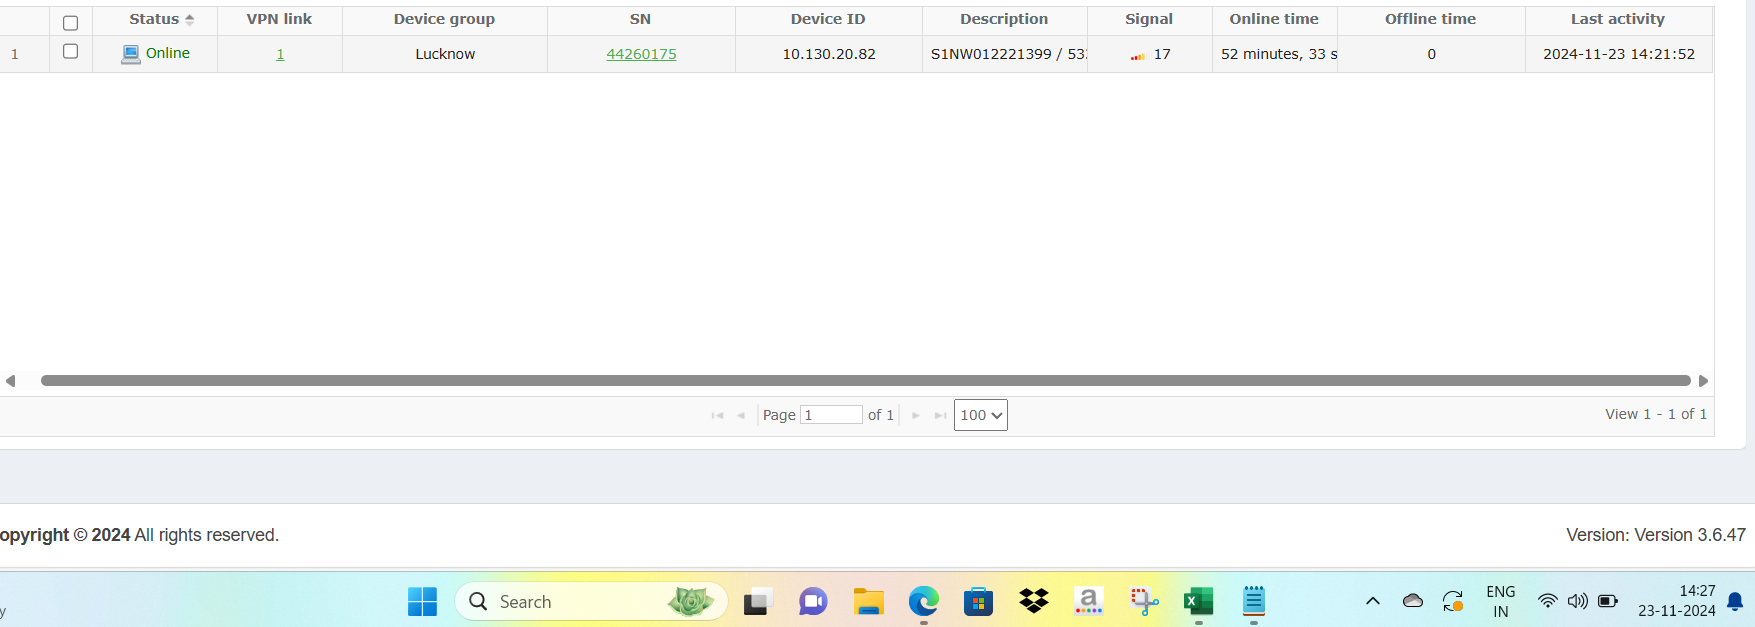 Status VPN link Device group SN Device ID Description Signal Online time Offline time Last activity
1 Online 1 Lucknow 44260175 10.130.20.82 S1NW012221399 / 53 17 52 minutes, 33 s 0 2024-11-23 14:21:52
Page 1 of 1 100 View 1 - 1 of 1
opyright © 2024 All rights reserved. Version: Version 3.6.47
y Search a X ENG 14:27
IN 23-11-2024